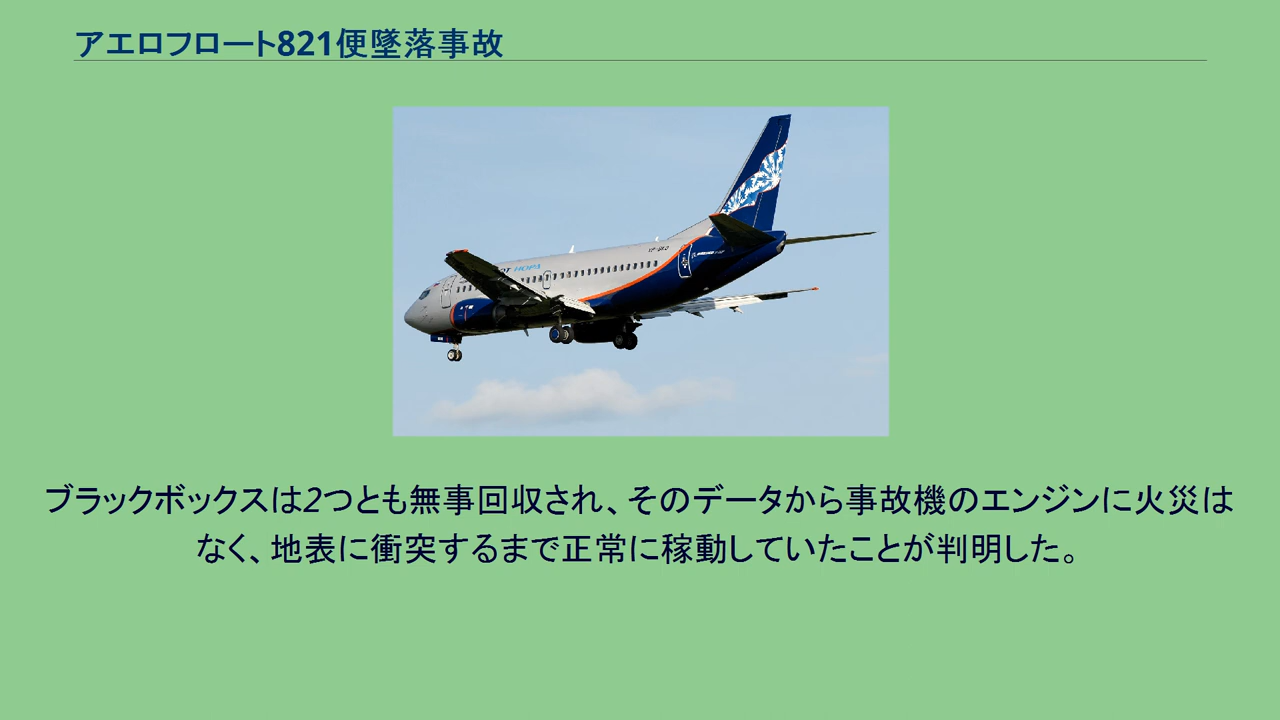 アエロフロート821便墜落事故
NORD
ブラックボックスは2つとも無事回収され、そのデータから事故機のエンジンに火災は
なく、地表に衝突するまで正常に稼動していたことが判明した。